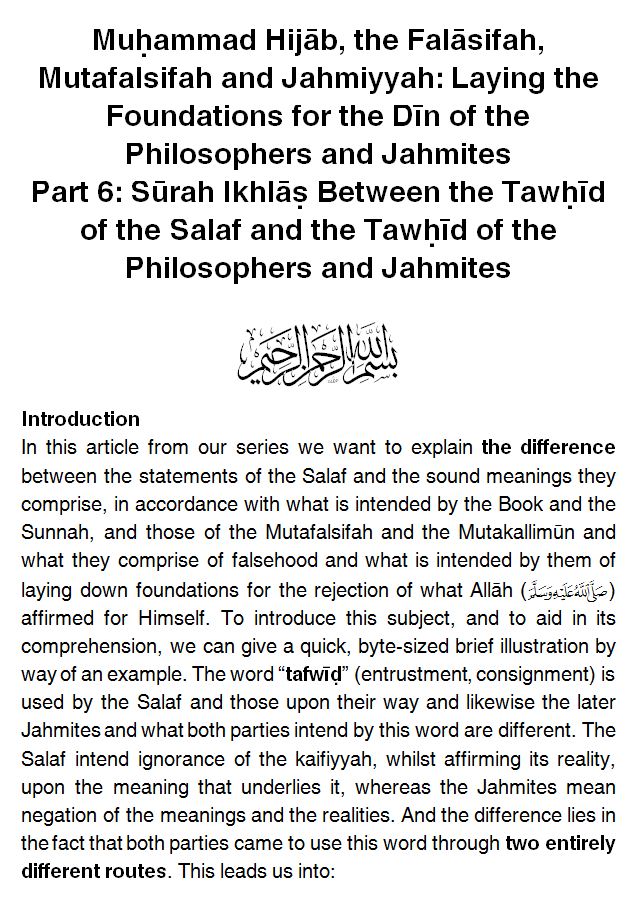 Muḥammad Hijāb, the Falāsifah,
Mutafalsifah and Jahmiyyah: Laying the
Foundations for the Dīn of the
Philosophers and Jahmites
Part 6: Sūrah Ikhlāṣ Between the Tawḥīd
of the Salaf and the Tawḥīd of the
Philosophers and Jahmites
بسم الله الرحمن الرحيم
Introduction
In this article from our series we want to explain the difference
between the statements of the Salaf and the sound meanings they
comprise, in accordance with what is intended by the Book and the
Sunnah, and those of the Mutafalsifah and the Mutakallimūn and
what they comprise of falsehood and what is intended by them of
laying down foundations for the rejection of what Allāh (صَلَّى اللَّهُ عَلَيْهِ وَسَلَّمَ)
affirmed for Himself. To introduce this subject, and to aid in its
comprehension, we can give a quick, byte-sized brief illustration by
way of an example. The word “tafwīḍ” (entrustment, consignment) is
used by the Salaf and those upon their way and likewise the later
Jahmites and what both parties intend by this word are different. The
Salaf intend ignorance of the kaifiyyah, whilst affirming its reality,
upon the meaning that underlies it, whereas the Jahmites mean
negation of the meanings and the realities. And the difference lies in
the fact that both parties came to use this word through two entirely
different routes. This leads us into: